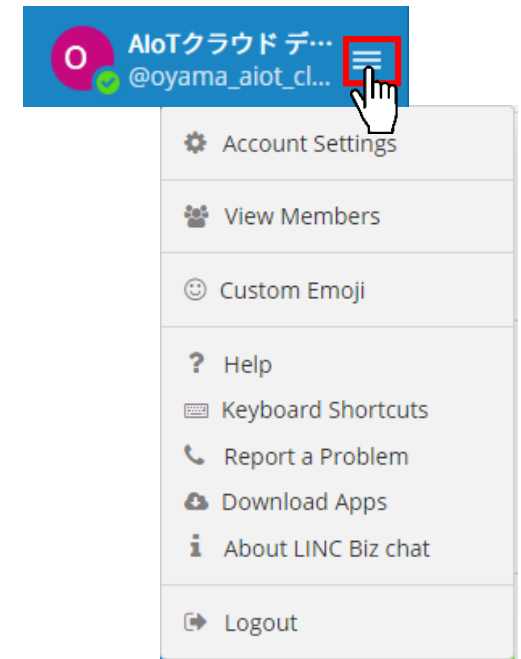 O
AIoTクラウド デ…
@oyama_aiot_cl...
Account Settings
View Members
Custom Emoji
? Help
Keyboard Shortcuts
Report a Problem
Download Apps
i About LINC Biz chat
Logout